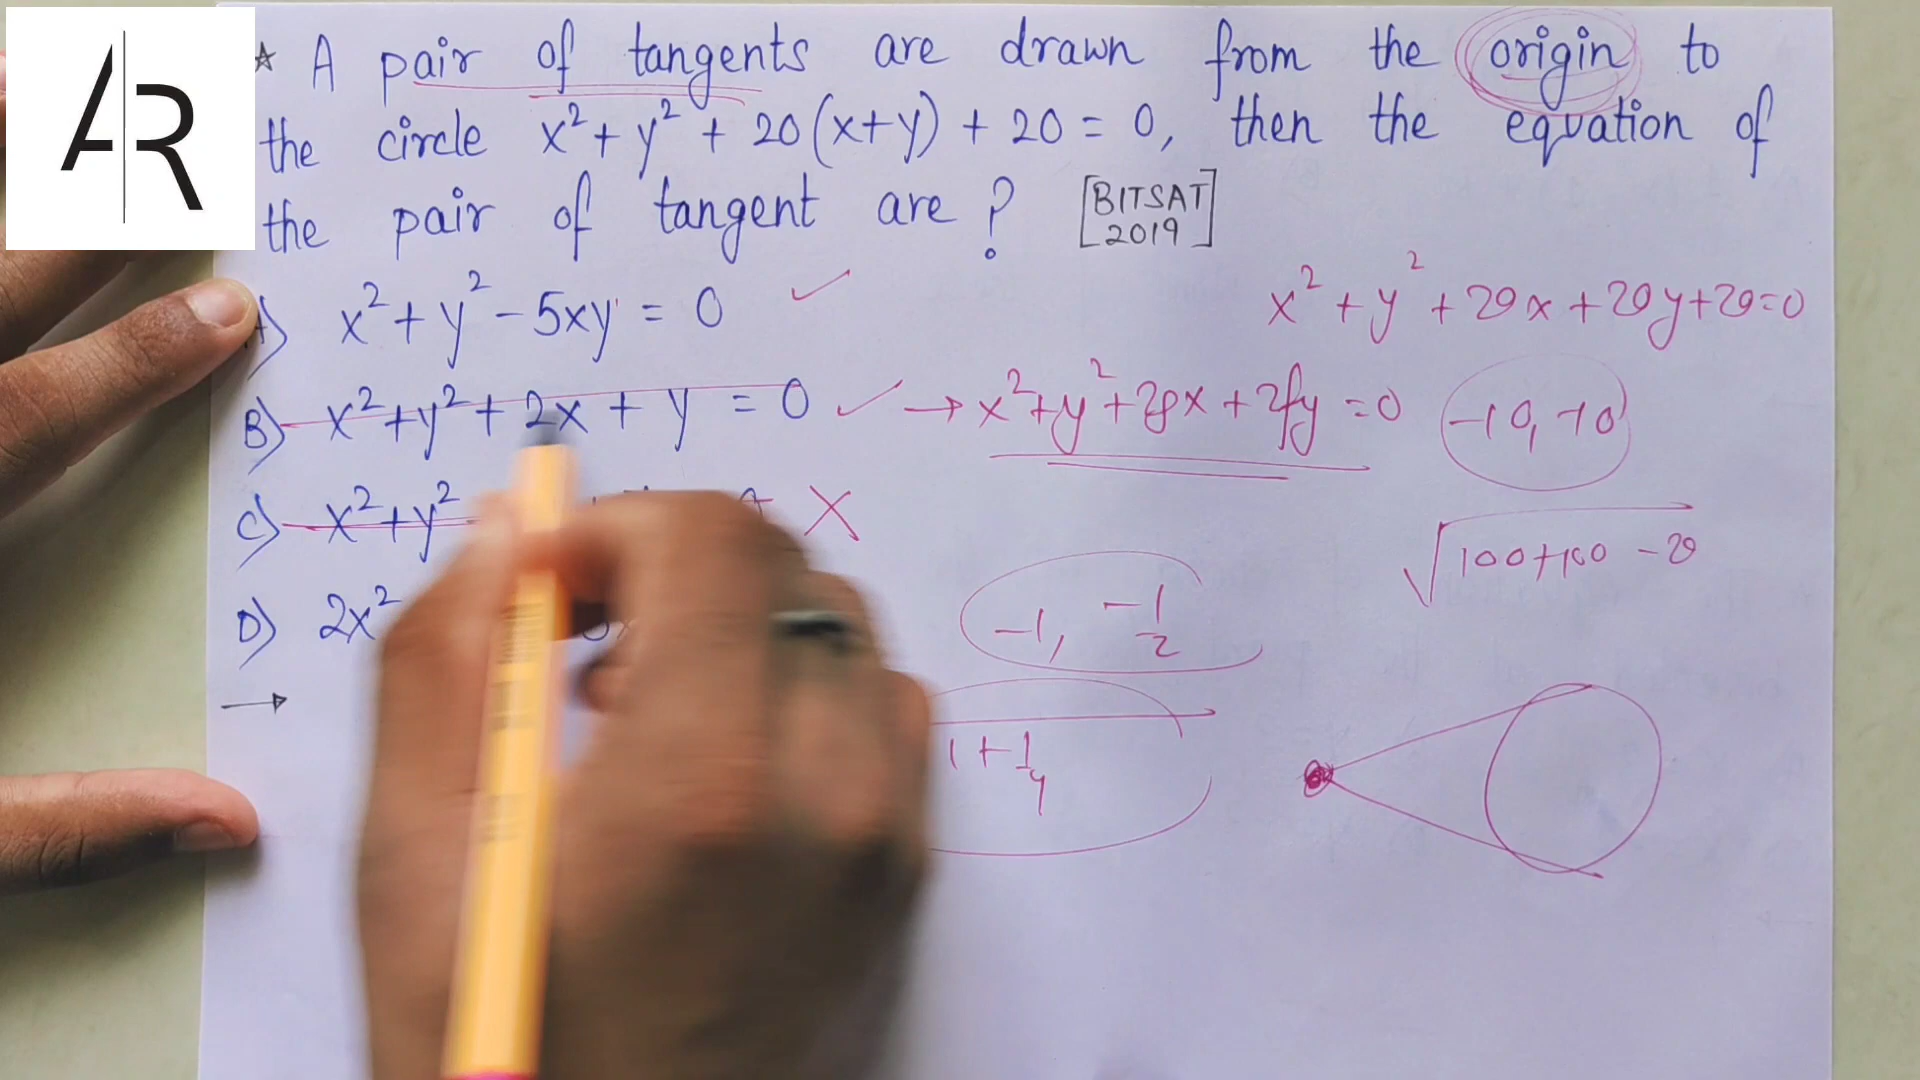 AR
☆ A pair of tangents are drawn from the origin to
the circle x² + y² + 20(x+y) + 20 = 0, then the equation of
the pair of tangent are ? [BITSAT 2019]
A) x² + y² - 5xy = 0 ✓
x² + y² + 20x + 20y + 20 = 0
B) x² + y² + 2x + y = 0 ✓ → x² + y² + 2gx + 2fy = 0
-10, -10
C) x² + y² ×
√100+100-20
D) 2x²
-1, -1/2
→
1 + 1/4